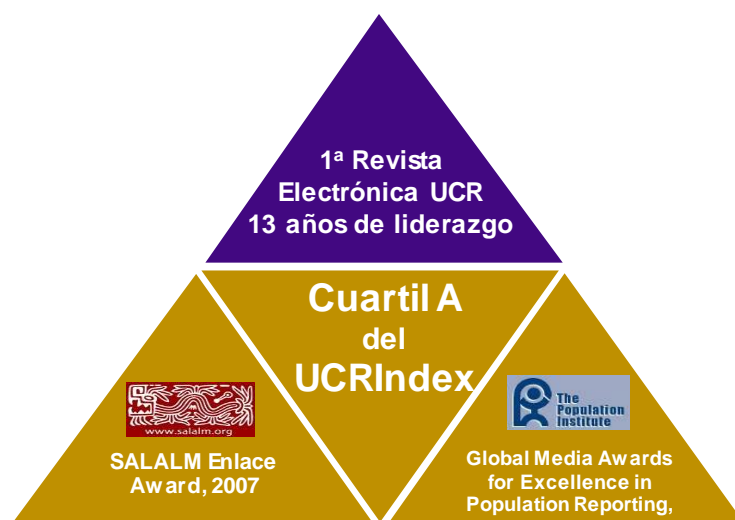 1ª Revista
Electrónica UCR
13 años de liderazgo
Cuartil A
del
UCRIndex
www.salalm.org
SALALM Enlace
Award, 2007
The
Population
Institute
Global Media Awards
for Excellence in
Population Reporting,